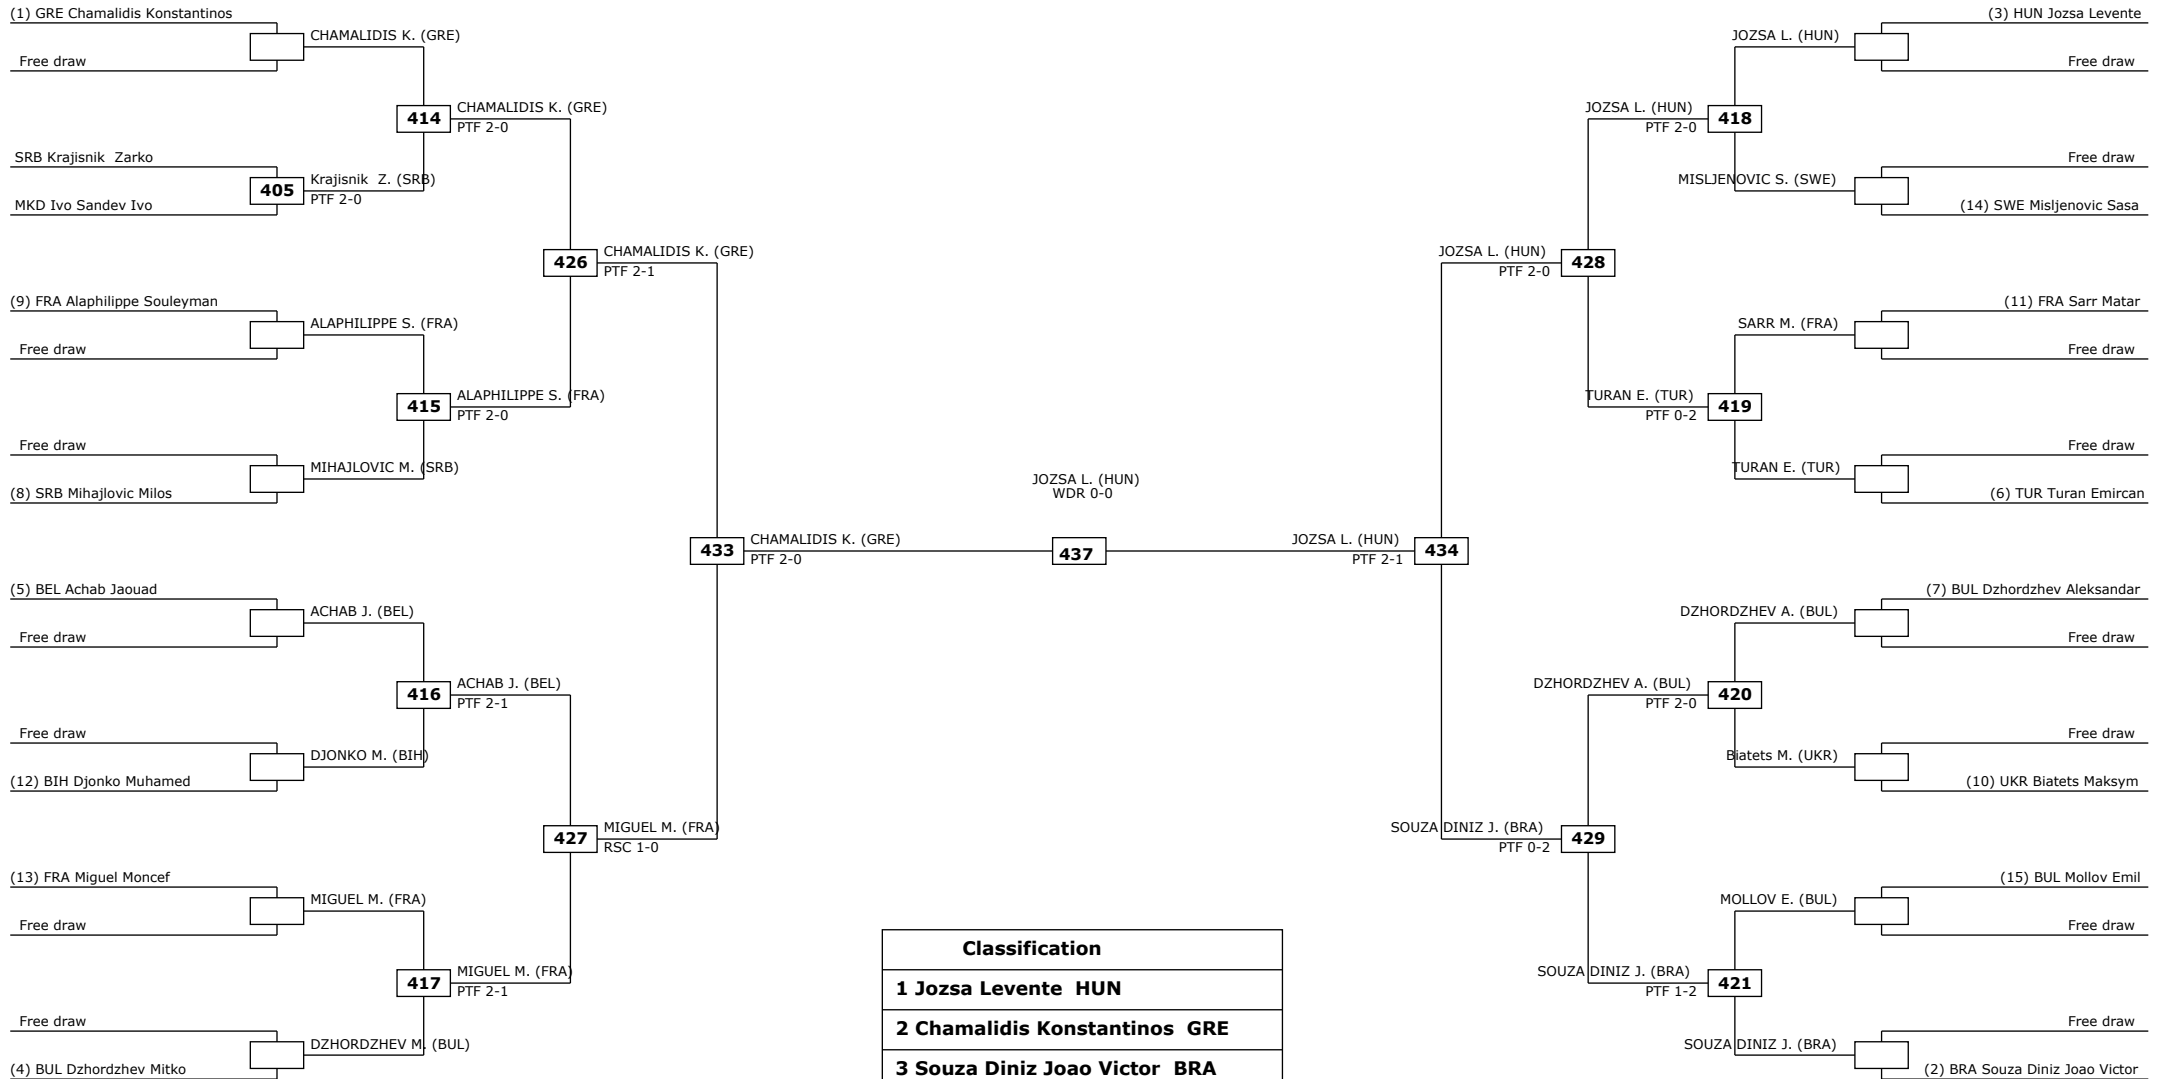 (1) GRE Chamalidis Konstantinos
CHAMALIDIS K. (GRE)
Free draw
414
CHAMALIDIS K. (GRE)
PTF 2-0
SRB Krajisnik  Zarko
405
Krajisnik  Z. (SRB)
PTF 2-0
MKD Ivo Sandev Ivo
426
CHAMALIDIS K. (GRE)
PTF 2-1
(9) FRA Alaphilippe Souleyman
ALAPHILIPPE S. (FRA)
Free draw
415
ALAPHILIPPE S. (FRA)
PTF 2-0
Free draw
MIHAJLOVIC M. (SRB)
(8) SRB Mihajlovic Milos
433
CHAMALIDIS K. (GRE)
PTF 2-0
(5) BEL Achab Jaouad
ACHAB J. (BEL)
Free draw
416
ACHAB J. (BEL)
PTF 2-1
Free draw
DJONKO M. (BIH)
(12) BIH Djonko Muhamed
427
MIGUEL M. (FRA)
RSC 1-0
(13) FRA Miguel Moncef
MIGUEL M. (FRA)
Free draw
417
MIGUEL M. (FRA)
PTF 2-1
Free draw
DZHORDZHEV M. (BUL)
(4) BUL Dzhordzhev Mitko
JOZSA L. (HUN)
WDR 0-0
437
(3) HUN Jozsa Levente
JOZSA L. (HUN)
Free draw
JOZSA L. (HUN)
PTF 2-0
418
Free draw
MISLJENOVIC S. (SWE)
(14) SWE Misljenovic Sasa
JOZSA L. (HUN)
PTF 2-0
428
(11) FRA Sarr Matar
SARR M. (FRA)
Free draw
TURAN E. (TUR)
PTF 0-2
419
Free draw
TURAN E. (TUR)
(6) TUR Turan Emircan
JOZSA L. (HUN)
PTF 2-1
434
(7) BUL Dzhordzhev Aleksandar
DZHORDZHEV A. (BUL)
Free draw
DZHORDZHEV A. (BUL)
PTF 2-0
420
Free draw
Biatets M. (UKR)
(10) UKR Biatets Maksym
SOUZA DINIZ J. (BRA)
PTF 0-2
429
(15) BUL Mollov Emil
MOLLOV E. (BUL)
Free draw
SOUZA DINIZ J. (BRA)
PTF 1-2
421
Free draw
SOUZA DINIZ J. (BRA)
(2) BRA Souza Diniz Joao Victor
Classification
1 Jozsa Levente  HUN
2 Chamalidis Konstantinos  GRE
3 Souza Diniz Joao Victor  BRA